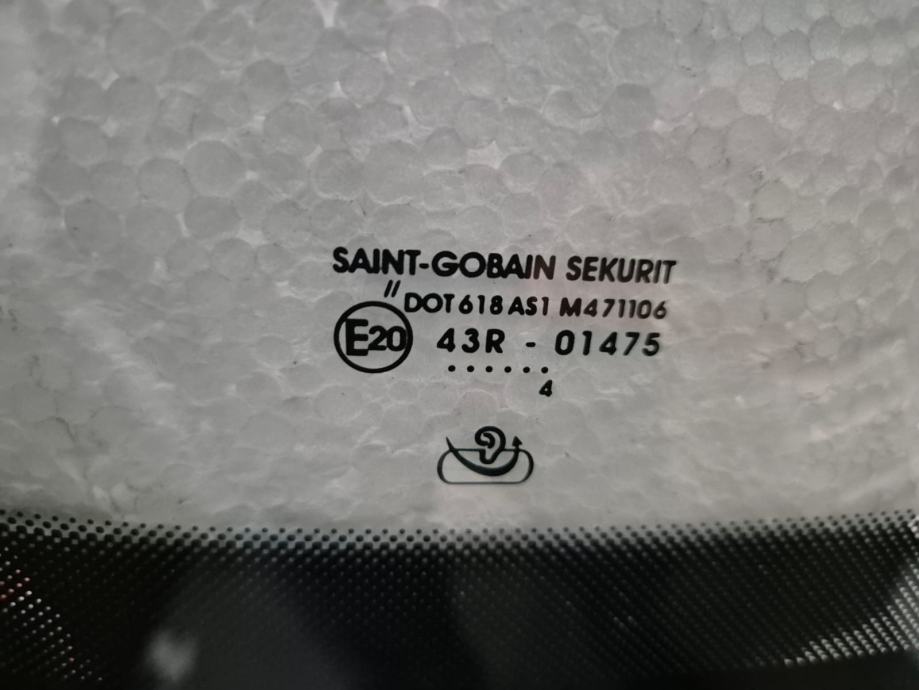 SAINT-GOBAIN SEKURIT
// DOT 618 AS1 M471106
E20 43R - 01475
......
4